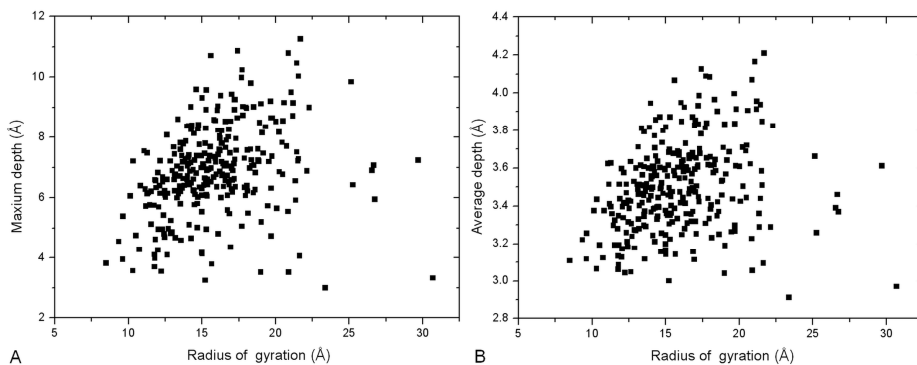 12
10
8
6
4
2
Maxium depth (Å)
5 10 15 20 25 30
Radius of gyration (Å)
A
4.4
4.2
4.0
3.8
3.6
3.4
3.2
3.0
2.8
Average depth (Å)
5 10 15 20 25 30
Radius of gyration (Å)
B